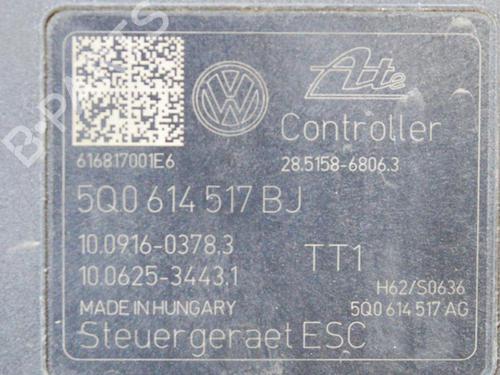 Ate
Controller
616817001E6
28.5158-6806.3
5Q0 614 517 BJ
10.0916-0378.3
10.0625-3443.1
TT1
H62/S0636
MADE IN HUNGARY
5Q0 614 517 AG
Steuergeraet ESC
B-PARTS